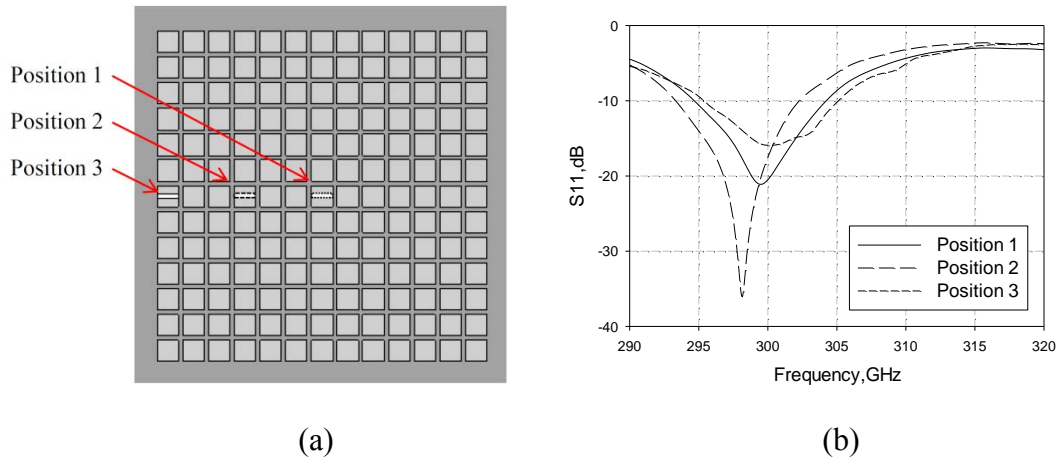 Position 1
Position 2
Position 3
(a)
0
-10
-20
-30
-40
S11,dB
290 295 300 305 310 315 320
Frequency,GHz
Position 1
Position 2
Position 3
(b)